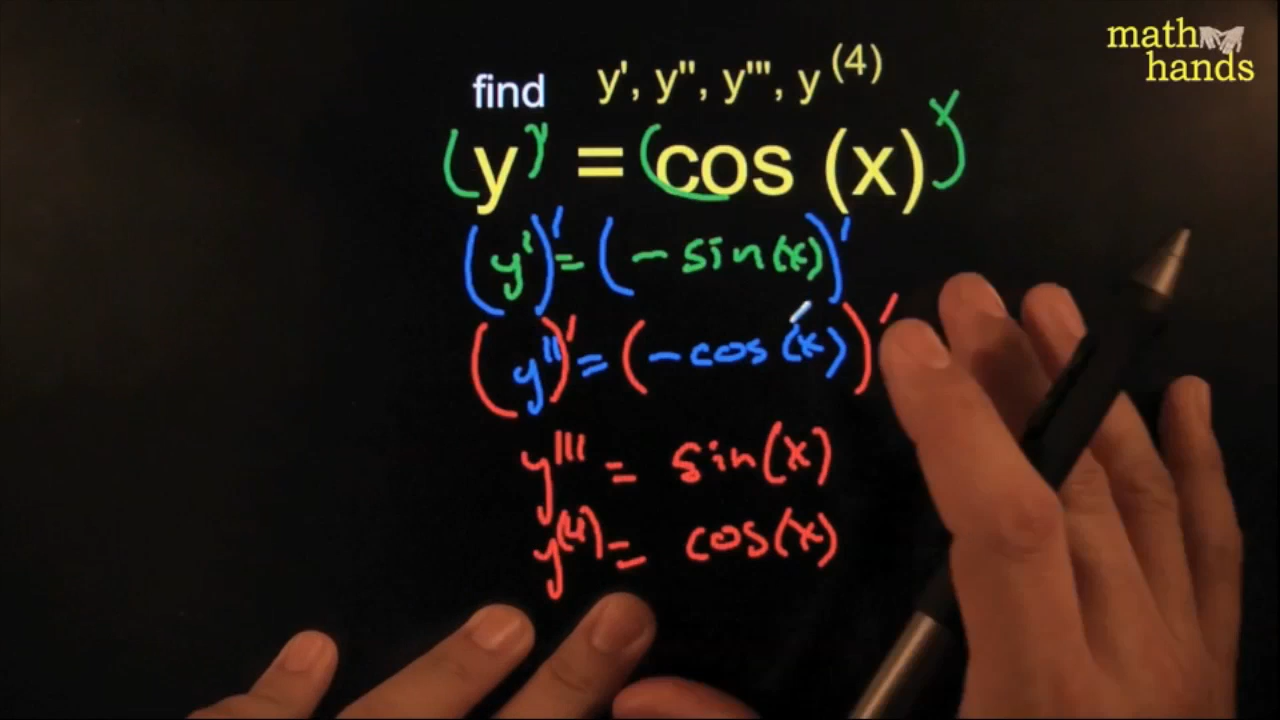 math
hands
find y', y'', y''', y (4)
(y)' = (cos (x))'
(y')' = (-sin(x))'
(y'')' = (-cos(x))'
y''' = sin(x)
y(4) = cos(x)